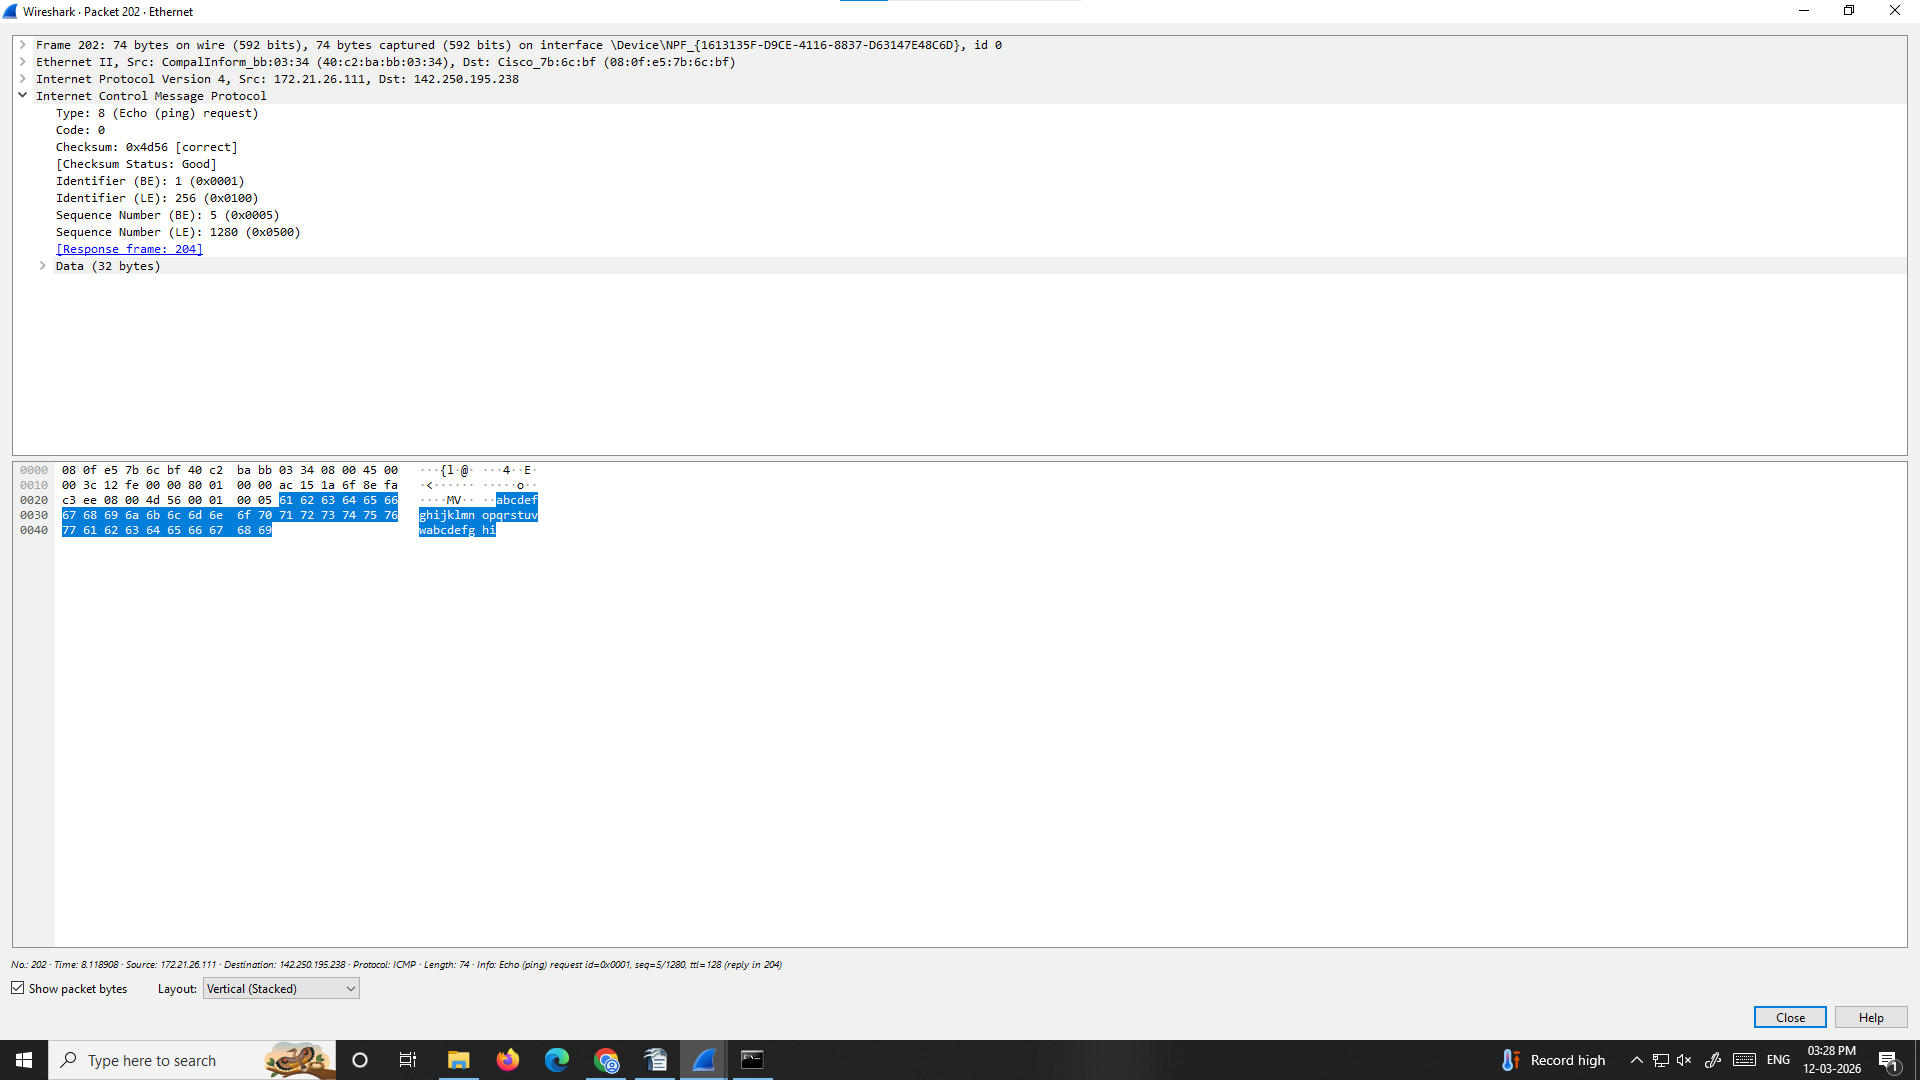 Wireshark · Packet 202 · Ethernet
Frame 202: 74 bytes on wire (592 bits), 74 bytes captured (592 bits) on interface \Device\NPF_{1613135F-D9CE-4116-8837-D63147E48C6D}, id 0
Ethernet II, Src: CompalInform_bb:03:34 (40:c2:ba:bb:03:34), Dst: Cisco_7b:6c:bf (08:0f:e5:7b:6c:bf)
Internet Protocol Version 4, Src: 172.21.26.111, Dst: 142.250.195.238
Internet Control Message Protocol
Type: 8 (Echo (ping) request)
Code: 0
Checksum: 0x4d56 [correct]
[Checksum Status: Good]
Identifier (BE): 1 (0x0001)
Identifier (LE): 256 (0x0100)
Sequence Number (BE): 5 (0x0005)
Sequence Number (LE): 1280 (0x0500)
[Response frame: 204]
Data (32 bytes)
0000 08 0f e5 7b 6c bf 40 c2 ba bb 03 34 08 00 45 00 ···{l·@· ···4··E·
0010 00 3c 12 fe 00 00 80 01 00 00 ac 15 1a 6f 8e fa ·<······ ·····o··
0020 c3 ee 08 00 4d 56 00 01 00 05 61 62 63 64 65 66 ····MV·· ··abcdef
0030 67 68 69 6a 6b 6c 6d 6e 6f 70 71 72 73 74 75 76 ghijklmn opqrstuv
0040 77 61 62 63 64 65 66 67 68 69 wabcdefg hi
No.: 202 · Time: 8.118908 · Source: 172.21.26.111 · Destination: 142.250.195.238 · Protocol: ICMP · Length: 74 · Info: Echo (ping) request id=0x0001, seq=5/1280, ttl=128 (reply in 204)
Show packet bytes Layout: Vertical (Stacked)
Close Help
Type here to search
Record high
ENG
03:28 PM
12-03-2026
1